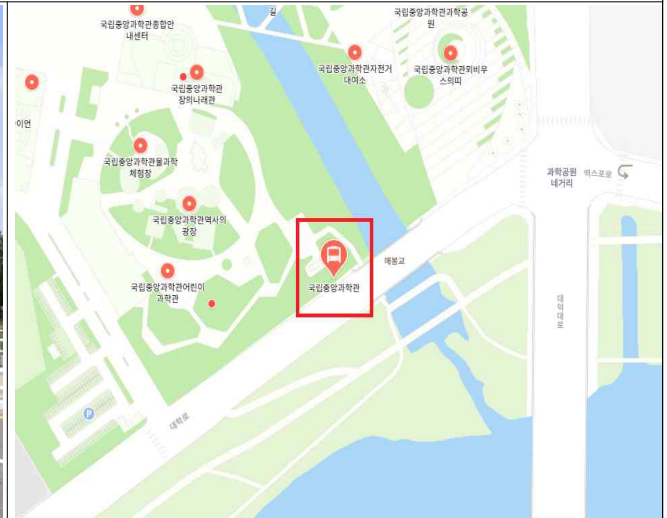 국립중앙과학관종합안
내센터
길
국립중앙과학관과학공
원
국립중앙과학관자전거
대여소
국립중앙과학관뫼비우
스의띠
국립중앙과학관
창의나래관
이언
국립중앙과학관물과학
체험장
과학공원
네거리
엑스포로
국립중앙과학관역사의
광장
매봉교
국립중앙과학관어린이
과학관
국립중앙과학관
대덕대로
P
대학로